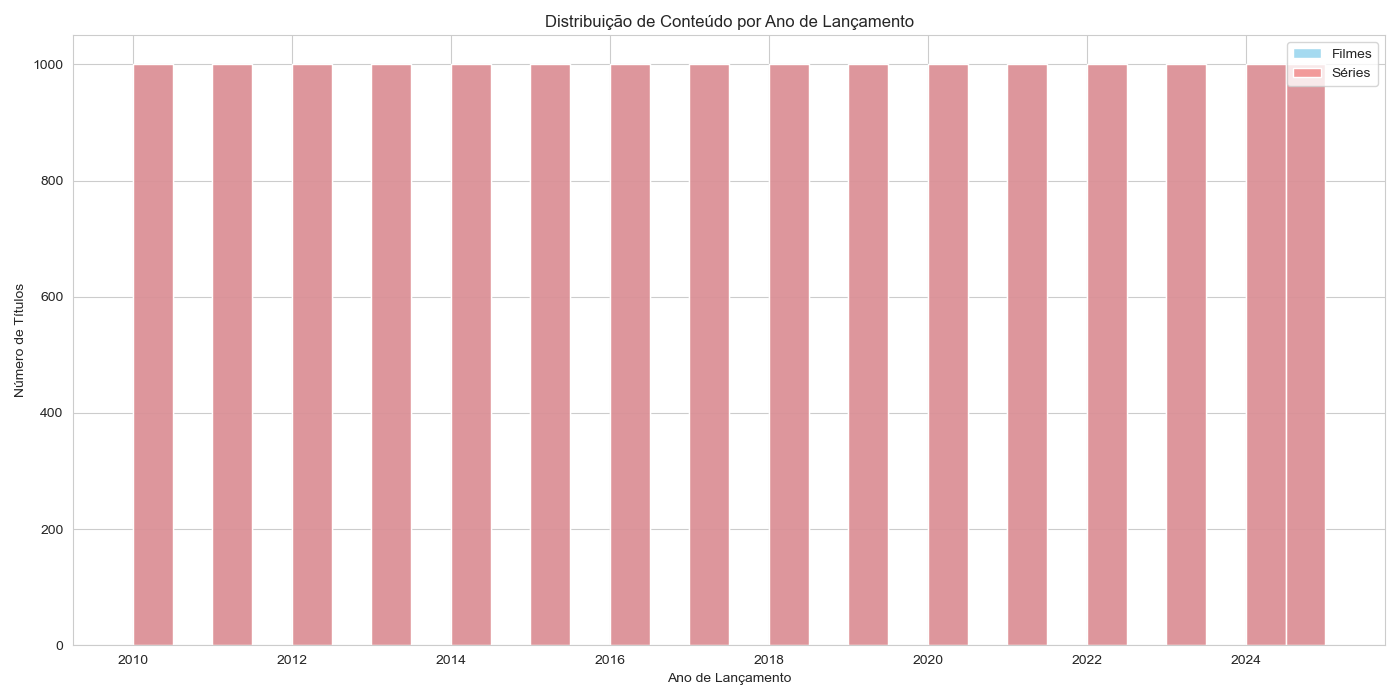 Distribuição de Conteúdo por Ano de Lançamento
Filmes
Séries
1000
800
600
400
200
0
Número de Títulos
2010 2012 2014 2016 2018 2020 2022 2024
Ano de Lançamento